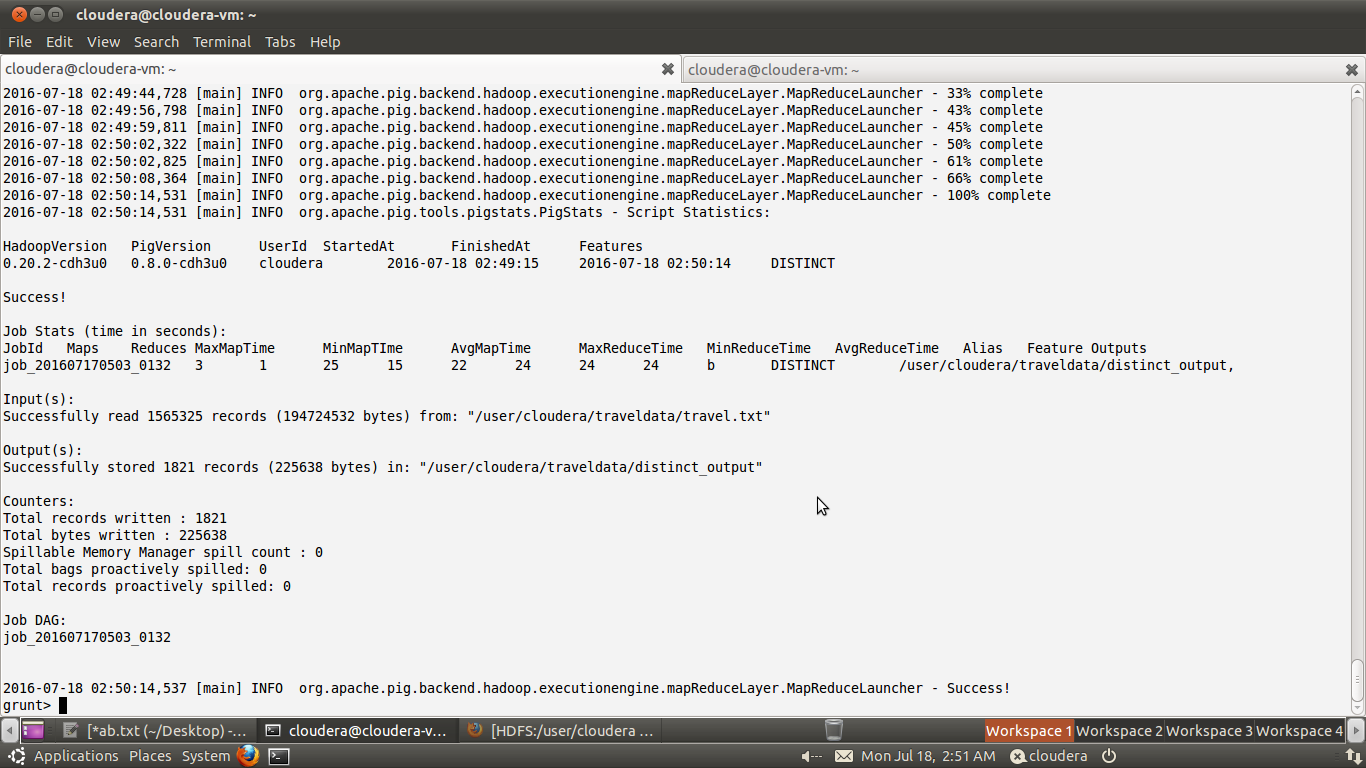 cloudera@cloudera-vm: ~
File Edit View Search Terminal Tabs Help
cloudera@cloudera-vm: ~ cloudera@cloudera-vm: ~
2016-07-18 02:49:44,728 [main] INFO  org.apache.pig.backend.hadoop.executionengine.mapReduceLayer.MapReduceLauncher - 33% complete
2016-07-18 02:49:56,798 [main] INFO  org.apache.pig.backend.hadoop.executionengine.mapReduceLayer.MapReduceLauncher - 43% complete
2016-07-18 02:49:59,811 [main] INFO  org.apache.pig.backend.hadoop.executionengine.mapReduceLayer.MapReduceLauncher - 45% complete
2016-07-18 02:50:02,322 [main] INFO  org.apache.pig.backend.hadoop.executionengine.mapReduceLayer.MapReduceLauncher - 50% complete
2016-07-18 02:50:02,825 [main] INFO  org.apache.pig.backend.hadoop.executionengine.mapReduceLayer.MapReduceLauncher - 61% complete
2016-07-18 02:50:08,364 [main] INFO  org.apache.pig.backend.hadoop.executionengine.mapReduceLayer.MapReduceLauncher - 66% complete
2016-07-18 02:50:14,531 [main] INFO  org.apache.pig.backend.hadoop.executionengine.mapReduceLayer.MapReduceLauncher - 100% complete
2016-07-18 02:50:14,531 [main] INFO  org.apache.pig.tools.pigstats.PigStats - Script Statistics:
HadoopVersion PigVersion UserId StartedAt FinishedAt Features
0.20.2-cdh3u0 0.8.0-cdh3u0 cloudera 2016-07-18 02:49:15 2016-07-18 02:50:14 DISTINCT
Success!
Job Stats (time in seconds):
JobId Maps Reduces MaxMapTime MinMapTIme AvgMapTime MaxReduceTime MinReduceTime AvgReduceTime Alias Feature Outputs
job_201607170503_0132 3 1 25 15 22 24 24 24 b DISTINCT /user/cloudera/traveldata/distinct_output,
Input(s):
Successfully read 1565325 records (194724532 bytes) from: "/user/cloudera/traveldata/travel.txt"
Output(s):
Successfully stored 1821 records (225638 bytes) in: "/user/cloudera/traveldata/distinct_output"
Counters:
Total records written : 1821
Total bytes written : 225638
Spillable Memory Manager spill count : 0
Total bags proactively spilled: 0
Total records proactively spilled: 0
Job DAG:
job_201607170503_0132
2016-07-18 02:50:14,537 [main] INFO  org.apache.pig.backend.hadoop.executionengine.mapReduceLayer.MapReduceLauncher - Success!
grunt>
[*ab.txt (~/Desktop) -... cloudera@cloudera-v... [HDFS:/user/cloudera ... Workspace 1 Workspace 2 Workspace 3 Workspace 4
Applications Places System Mon Jul 18, 2:51 AM cloudera